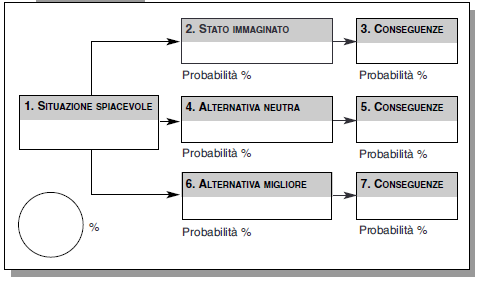 2. STATO IMMAGINATO
3. CONSEGUENZE
Probabilità %
Probabilità %
1. SITUAZIONE SPIACEVOLE
4. ALTERNATIVA NEUTRA
5. CONSEGUENZE
Probabilità %
Probabilità %
6. ALTERNATIVA MIGLIORE
7. CONSEGUENZE
%
Probabilità %
Probabilità %